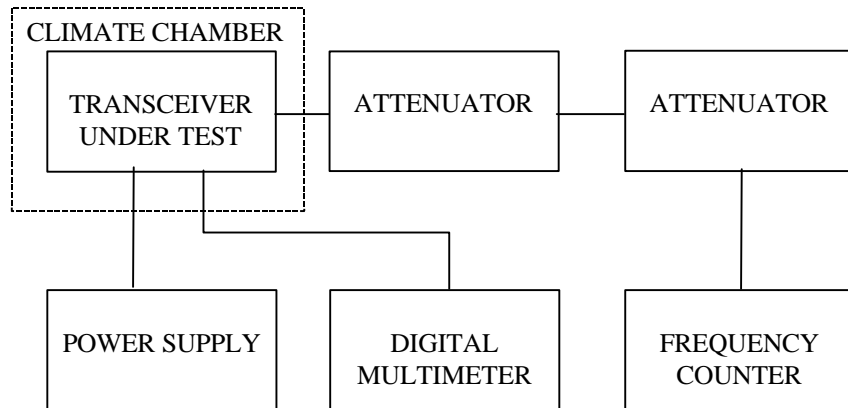 CLIMATE CHAMBER
TRANSCEIVER
UNDER TEST
ATTENUATOR
ATTENUATOR
POWER SUPPLY
DIGITAL
MULTIMETER
FREQUENCY
COUNTER